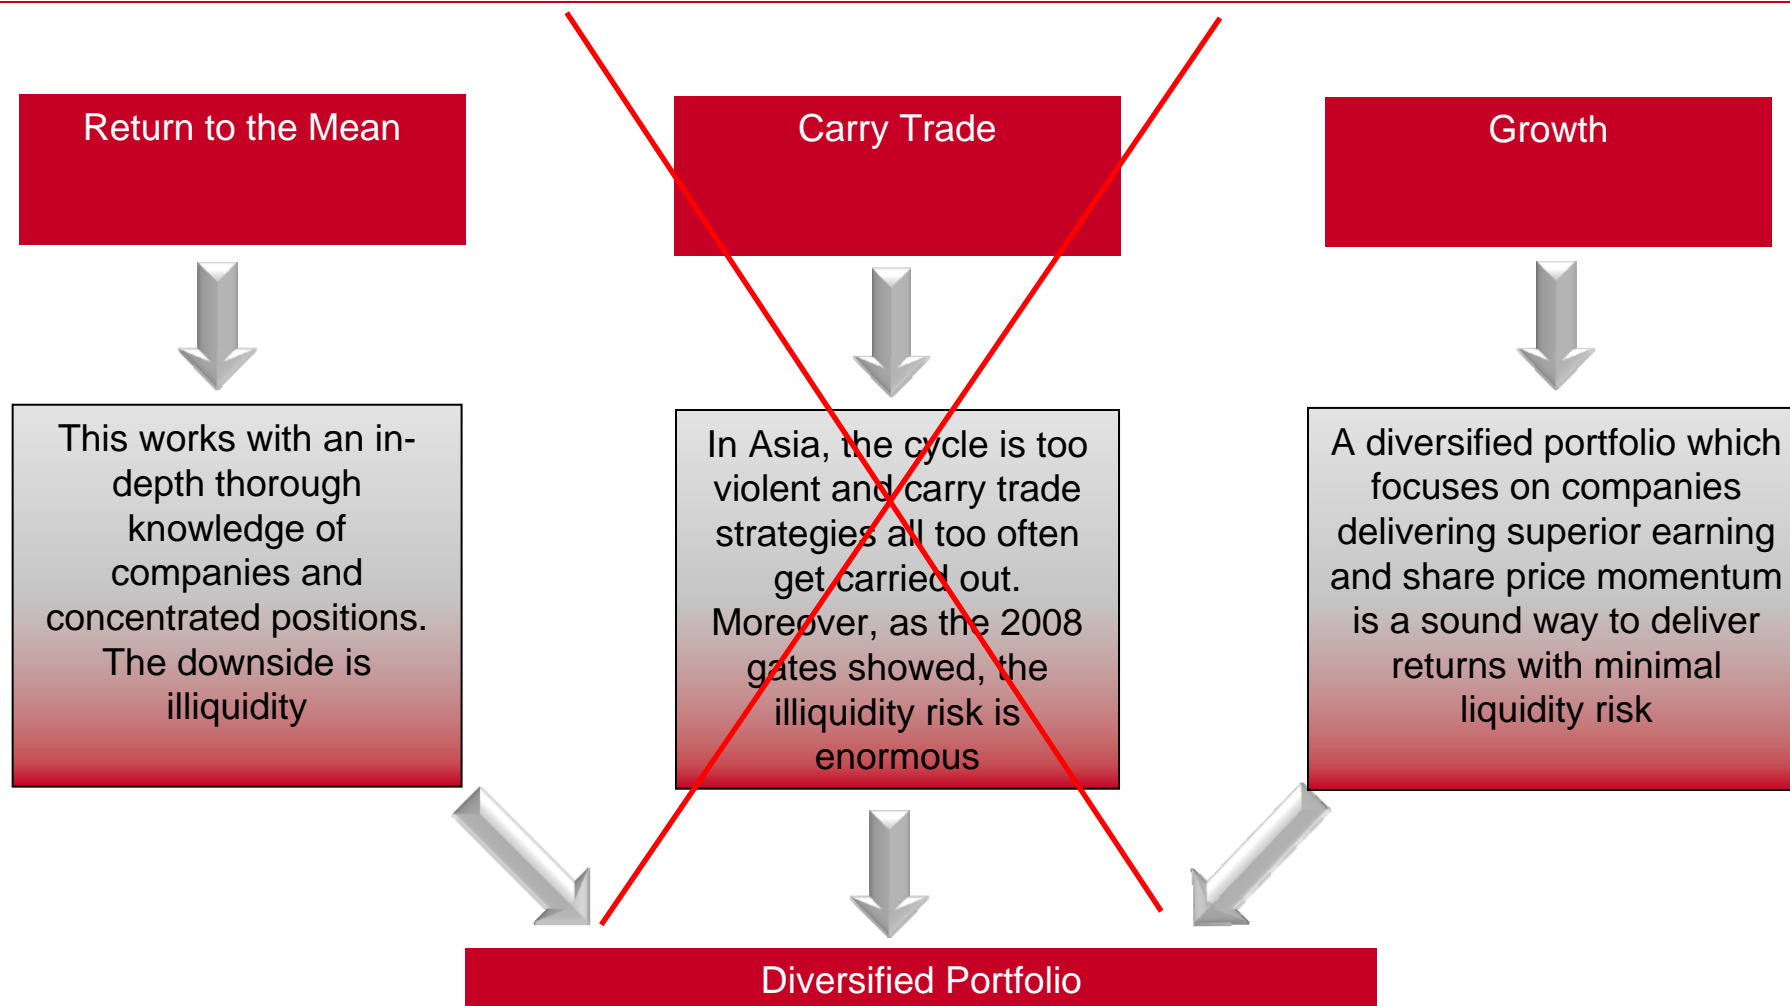 Return to the Mean
Carry Trade
Growth
This works with an in-
depth thorough
knowledge of
companies and
concentrated positions.
The downside is
illiquidity
In Asia, the cycle is too
violent and carry trade
strategies all too often
get carried out.
Moreover, as the 2008
gates showed, the
illiquidity risk is
enormous
A diversified portfolio which
focuses on companies
delivering superior earning
and share price momentum
is a sound way to deliver
returns with minimal
liquidity risk
Diversified Portfolio